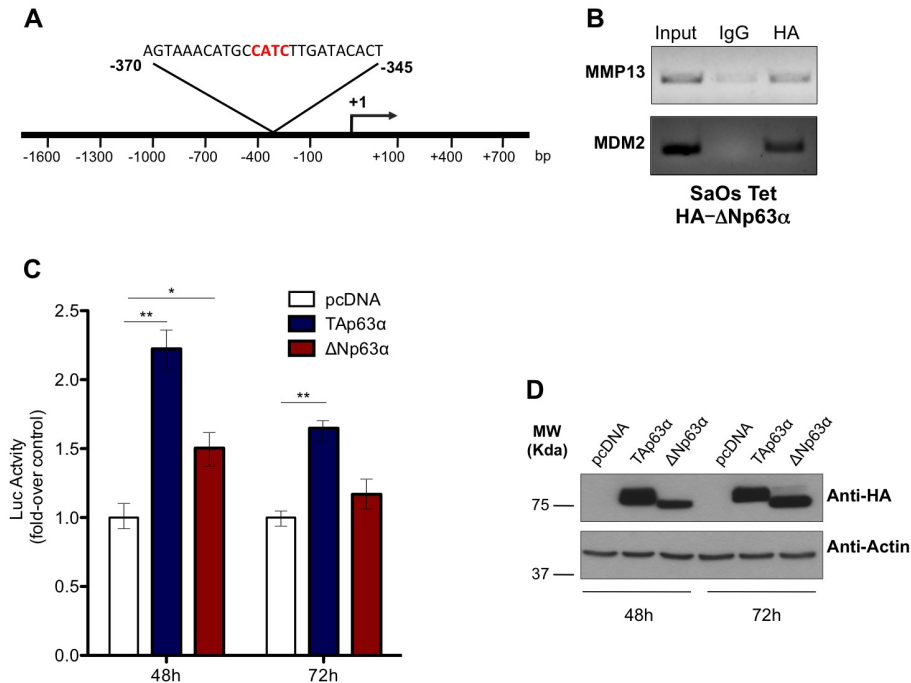 A
AGTAAACATGCCATCTTGATACACT
-370
-345
+1
-1600 -1300 -1000 -700 -400 -100 +100 +400 +700 bp
B
Input IgG HA
MMP13
MDM2
SaOs Tet
HA–ΔNp63α
C
Luc Actvity
(fold-over control)
2.5
2.0
1.5
1.0
0.5
0.0
*
**
**
pcDNA
TAp63α
ΔNp63α
48h
72h
D
MW
(Kda)
pcDNA TAp63α ΔNp63α pcDNA TAp63α ΔNp63α
75
Anti-HA
Anti-Actin
37
48h 72h